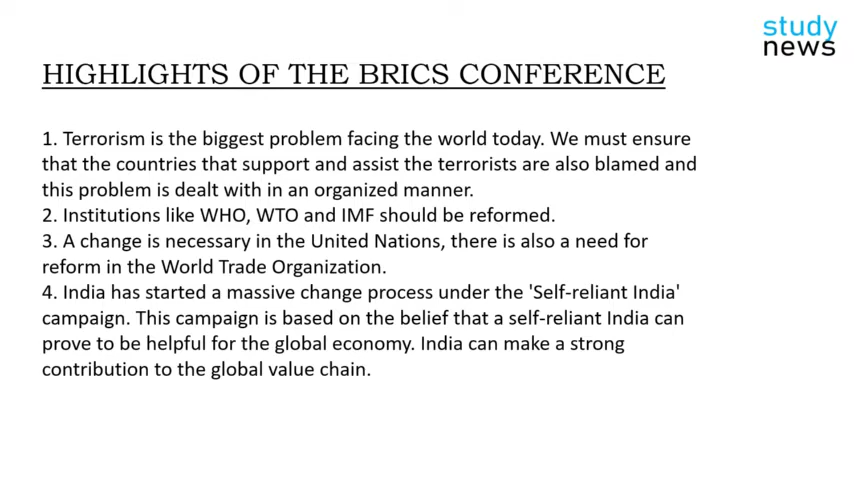 study
news
HIGHLIGHTS OF THE BRICS CONFERENCE
1. Terrorism is the biggest problem facing the world today. We must ensure
that the countries that support and assist the terrorists are also blamed and
this problem is dealt with in an organized manner.
2. Institutions like WHO, WTO and IMF should be reformed.
3. A change is necessary in the United Nations, there is also a need for
reform in the World Trade Organization.
4. India has started a massive change process under the 'Self-reliant India'
campaign. This campaign is based on the belief that a self-reliant India can
prove to be helpful for the global economy. India can make a strong
contribution to the global value chain.